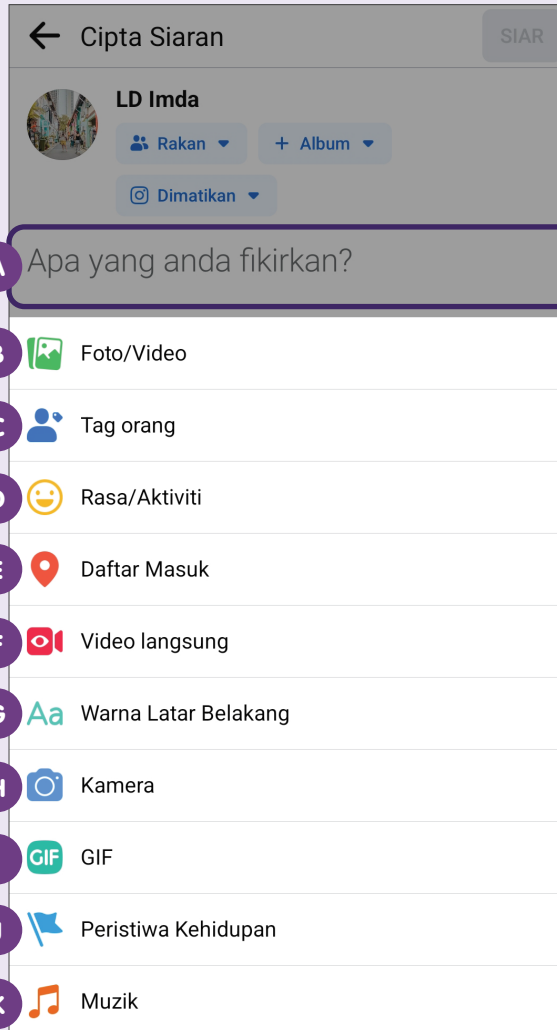 Cipta Siaran SIAR
LD Imda
Rakan + Album
Dimatikan
A Apa yang anda fikirkan?
B Foto/Video
C Tag orang
D Rasa/Aktiviti
E Daftar Masuk
F Video langsung
G Aa Warna Latar Belakang
H Kamera
GIF GIF
J Peristiwa Kehidupan
K Muzik